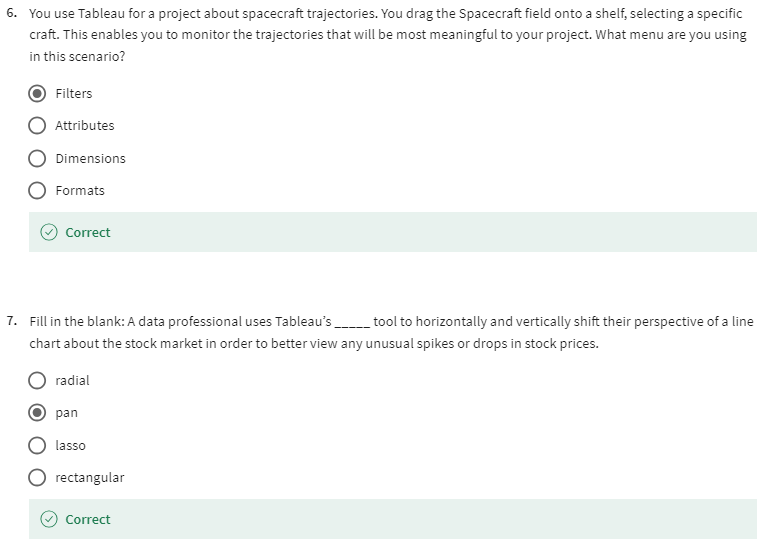 6. You use Tableau for a project about spacecraft trajectories. You drag the Spacecraft field onto a shelf, selecting a specific
craft. This enables you to monitor the trajectories that will be most meaningful to your project. What menu are you using
in this scenario?
Filters
Attributes
Dimensions
Formats
Correct
7. Fill in the blank: A data professional uses Tableau’s _____ tool to horizontally and vertically shift their perspective of a line
chart about the stock market in order to better view any unusual spikes or drops in stock prices.
radial
pan
lasso
rectangular
Correct